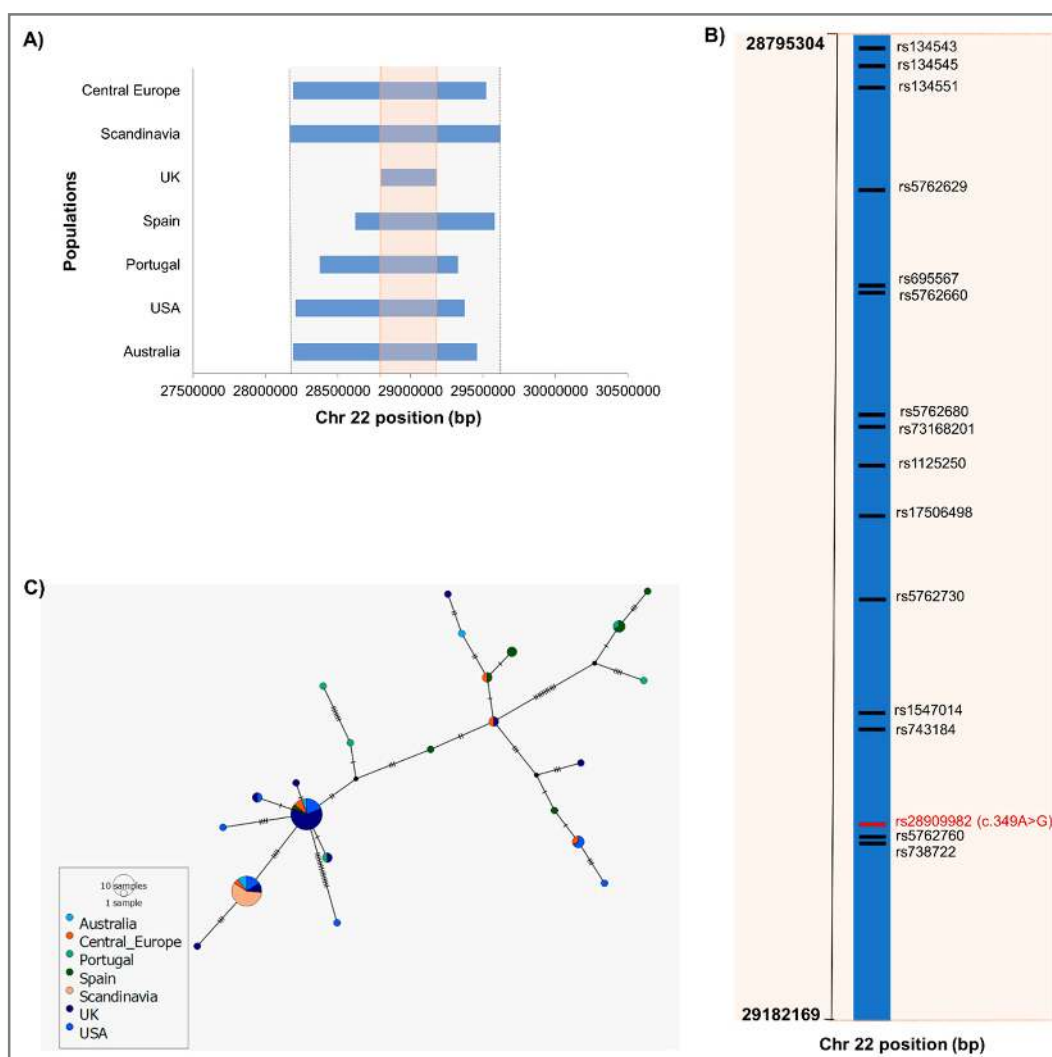 A)
Central Europe
Scandinavia
UK
Spain
Portugal
USA
Australia
Populations
27500000 28000000 28500000 29000000 29500000 30000000 30500000
Chr 22 position (bp)
B)
28795304
rs134543
rs134545
rs134551
rs5762629
rs695567
rs5762660
rs5762680
rs73168201
rs1125250
rs17506498
rs5762730
rs1547014
rs743184
rs28909982 (c.349A>G)
rs5762760
rs738722
29182169
Chr 22 position (bp)
C)
10 samples
1 sample
Australia
Central_Europe
Portugal
Spain
Scandinavia
UK
USA